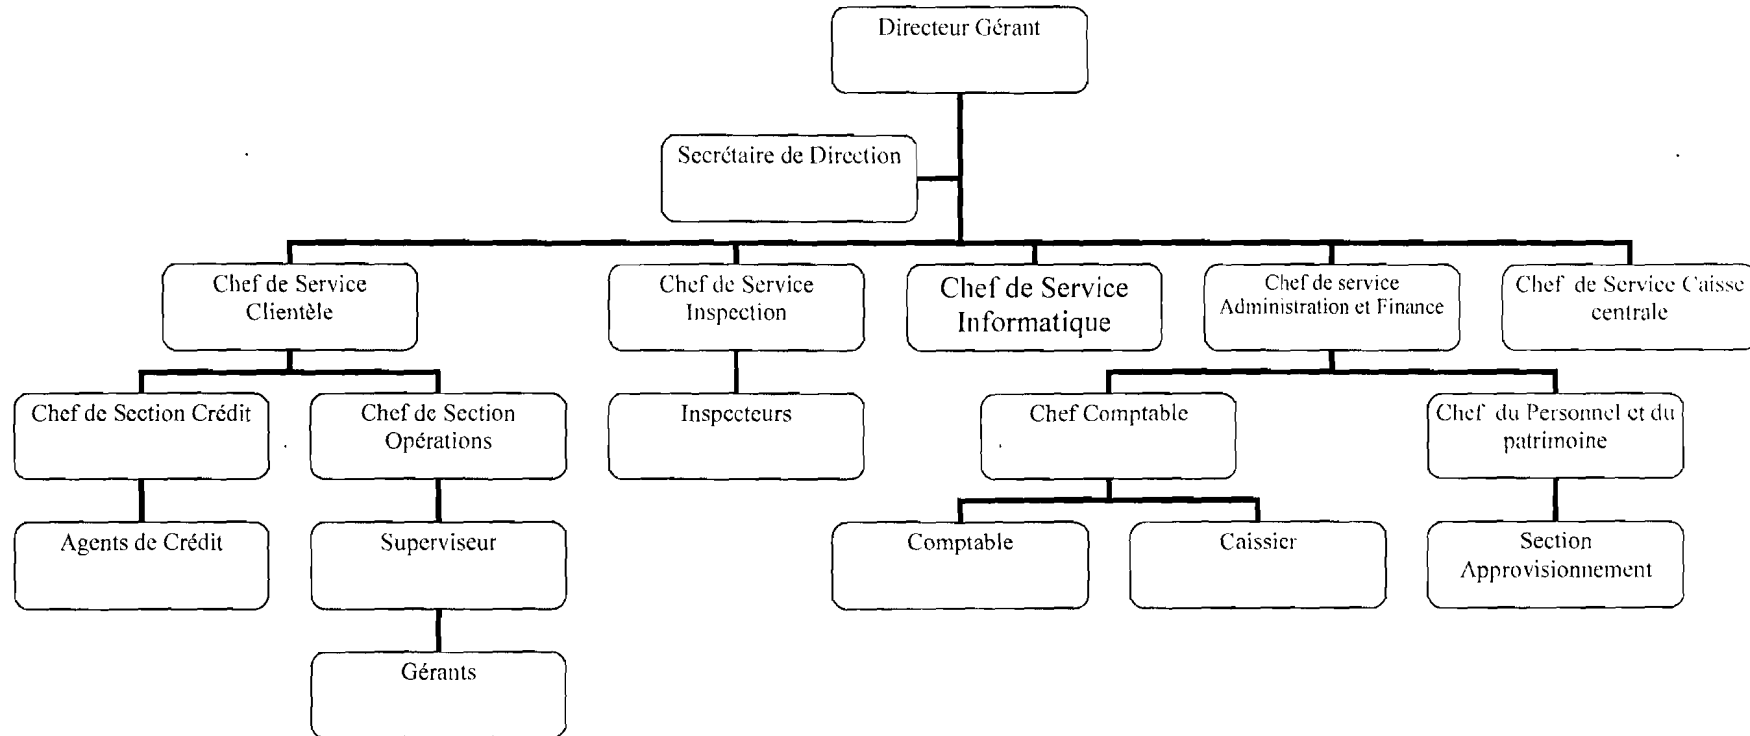 Directeur Gérant
Secrétaire de Direction
Chef de Service
Clientèle
Chef de Service
Inspection
Chef de Service
Informatique
Chef de service
Administration et Finance
Chef de Service Caisse
centrale
Chef de Section Crédit
Chef de Section
Opérations
Inspecteurs
Chef Comptable
Chef du Personnel et du
patrimoine
Agents de Crédit
Superviseur
Comptable
Caissier
Section
Approvisionnement
Gérants